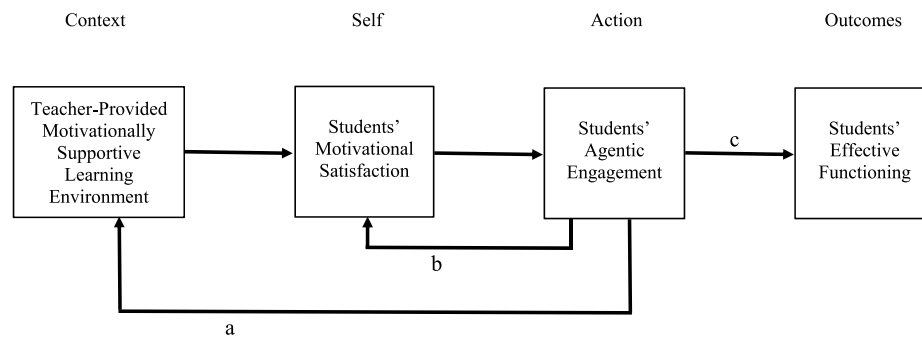 Context Self Action Outcomes
Teacher-Provided
Motivationally
Supportive
Learning
Environment
Students’
Motivational
Satisfaction
Students’
Agentic
Engagement
c
Students’
Effective
Functioning
b
a